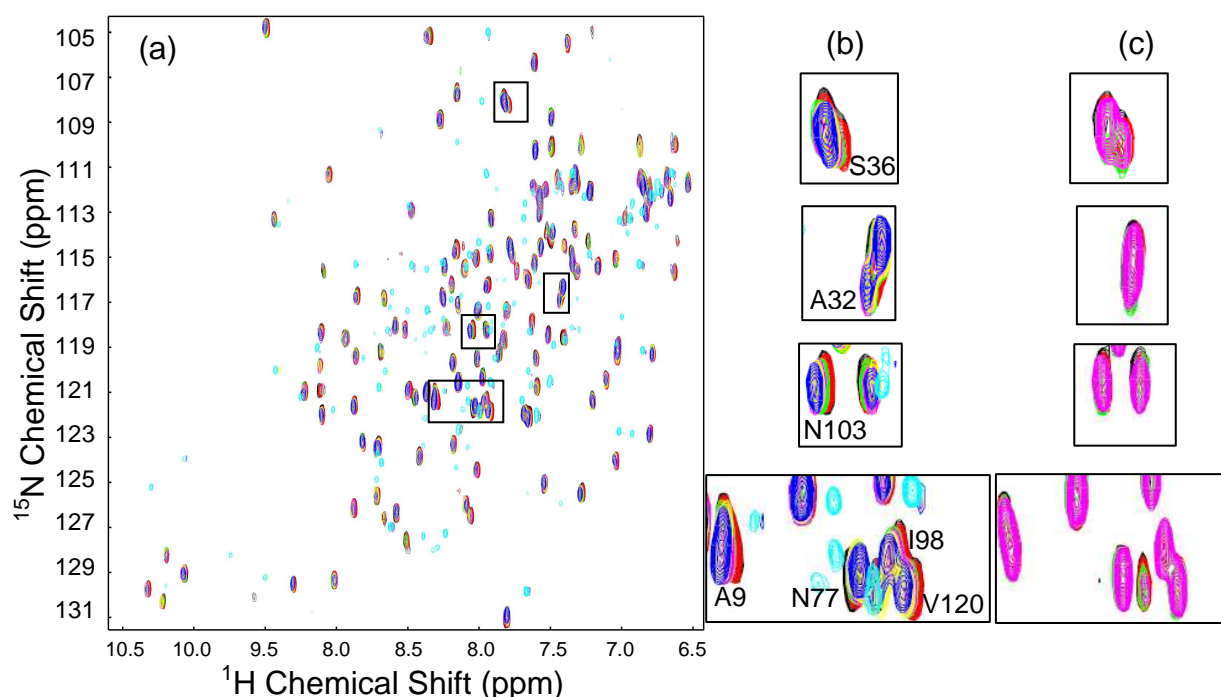 (a)
(b)
(c)
105
107
109
111
113
115
117
119
121
123
125
127
129
131
15N Chemical Shift (ppm)
10.5 10.0 9.5 9.0 8.5 8.0 7.5 7.0 6.5
1H Chemical Shift (ppm)
S36
A32
N103
A9
N77
I98
V120